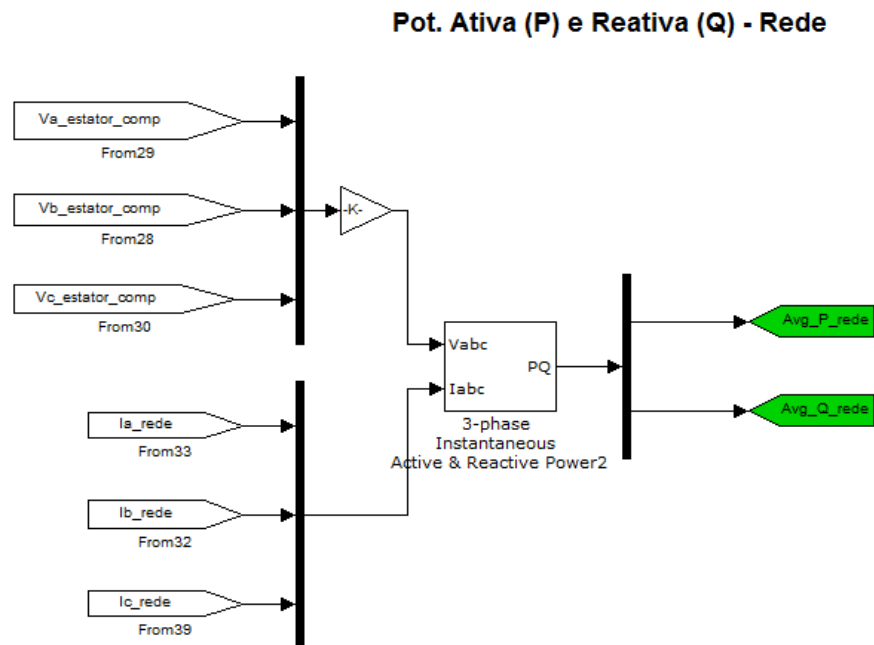 Pot. Ativa (P) e Reativa (Q) - Rede
Va_estator_comp
From29
Vb_estator_comp
From28
-K-
Vc_estator_comp
From30
Vabc
Iabc
PQ
3-phase
Instantaneous
Active & Reactive Power2
Avg_P_rede
Avg_Q_rede
Ia_rede
From33
Ib_rede
From32
Ic_rede
From39